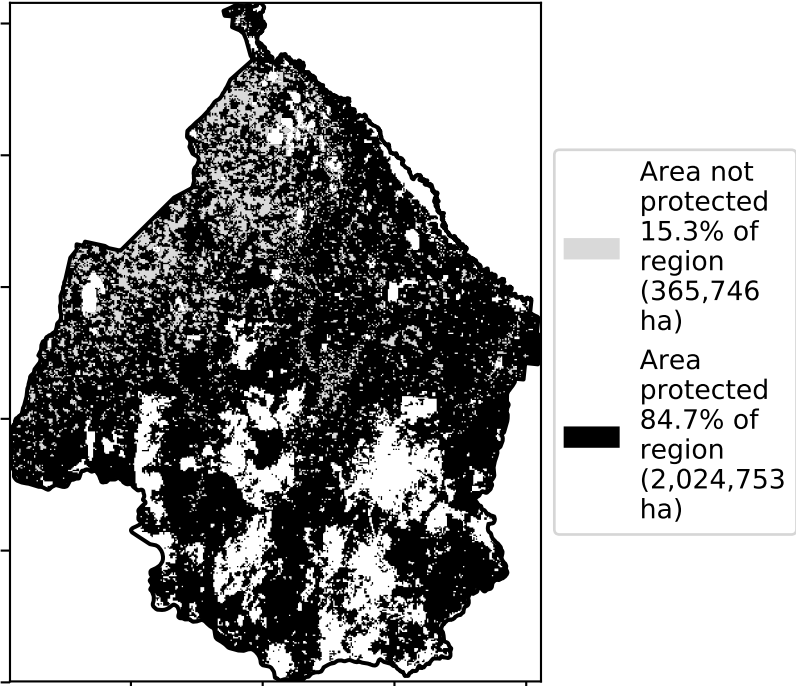 Area not
protected
15.3% of
region
(365,746
ha)
Area
protected
84.7% of
region
(2,024,753
ha)